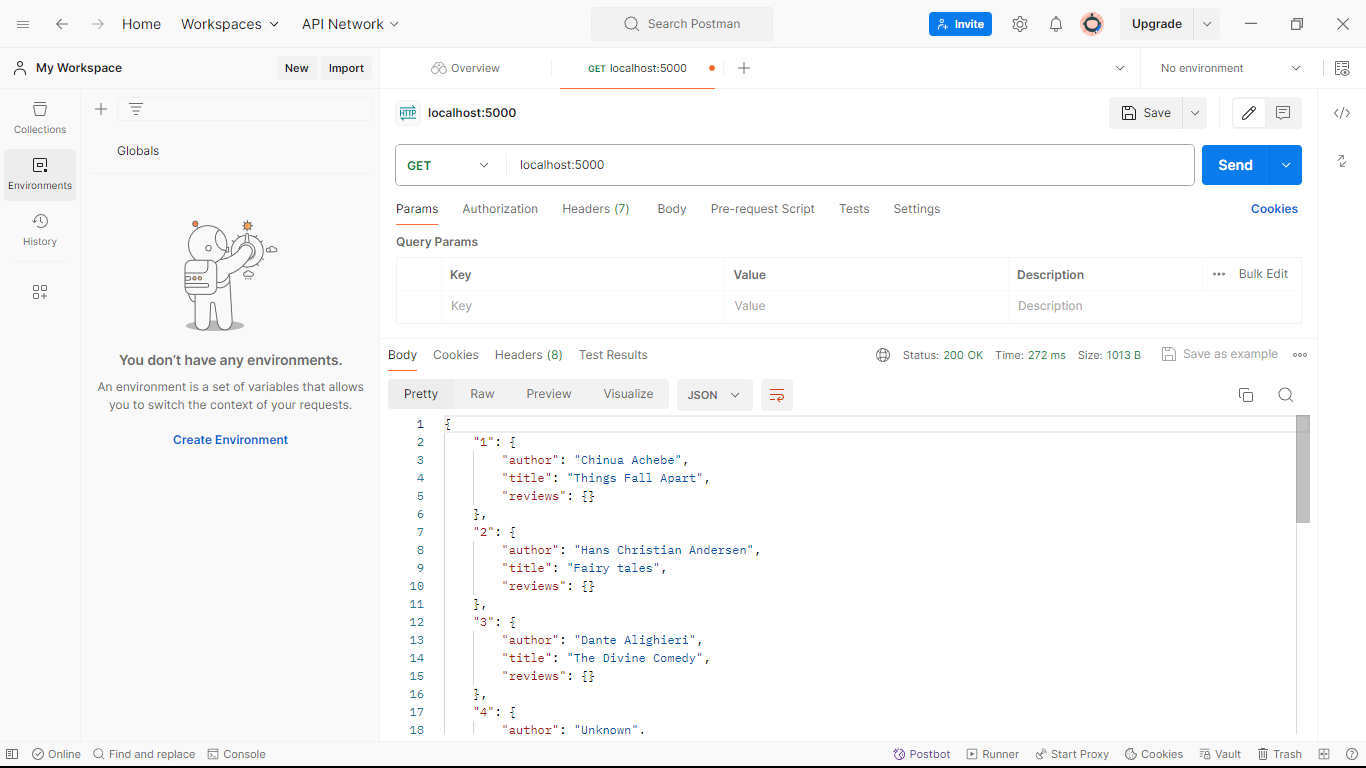 Home Workspaces API Network Search Postman Invite Upgrade
My Workspace New Import Overview GET localhost:5000 No environment
Collections
Environments
History
Globals
You don't have any environments.
An environment is a set of variables that allows
you to switch the context of your requests.
Create Environment
HTTP localhost:5000 Save
GET localhost:5000 Send
Params Authorization Headers (7) Body Pre-request Script Tests Settings Cookies
Query Params
Key Value Description Bulk Edit
Key Value Description
Body Cookies Headers (8) Test Results Status: 200 OK Time: 272 ms Size: 1013 B Save as example
Pretty Raw Preview Visualize JSON
1 {
2 "1": {
3 "author": "Chinua Achebe",
4 "title": "Things Fall Apart",
5 "reviews": {}
6 },
7 "2": {
8 "author": "Hans Christian Andersen",
9 "title": "Fairy tales",
10 "reviews": {}
11 },
12 "3": {
13 "author": "Dante Alighieri",
14 "title": "The Divine Comedy",
15 "reviews": {}
16 },
17 "4": {
18 "author": "Unknown",
Online Find and replace Console Postbot Runner Start Proxy Cookies Vault Trash